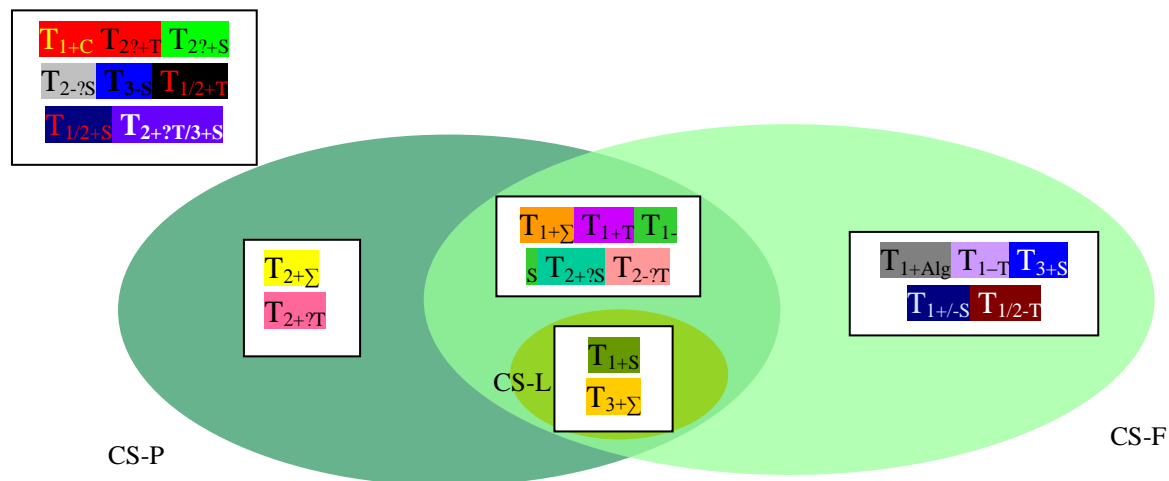 T1+C T2?+T T2?+S
T2-?S T3-S T1/2+T
T1/2+S T2+?T/3+S
T2+∑
T2+?T
T1+∑ T1+T T1-
S T2+?S T2-?T
T1+Alg T1–T T3+S
T1+/-S T1/2-T
T1+S
CS-L
T3+∑
CS-P
CS-F